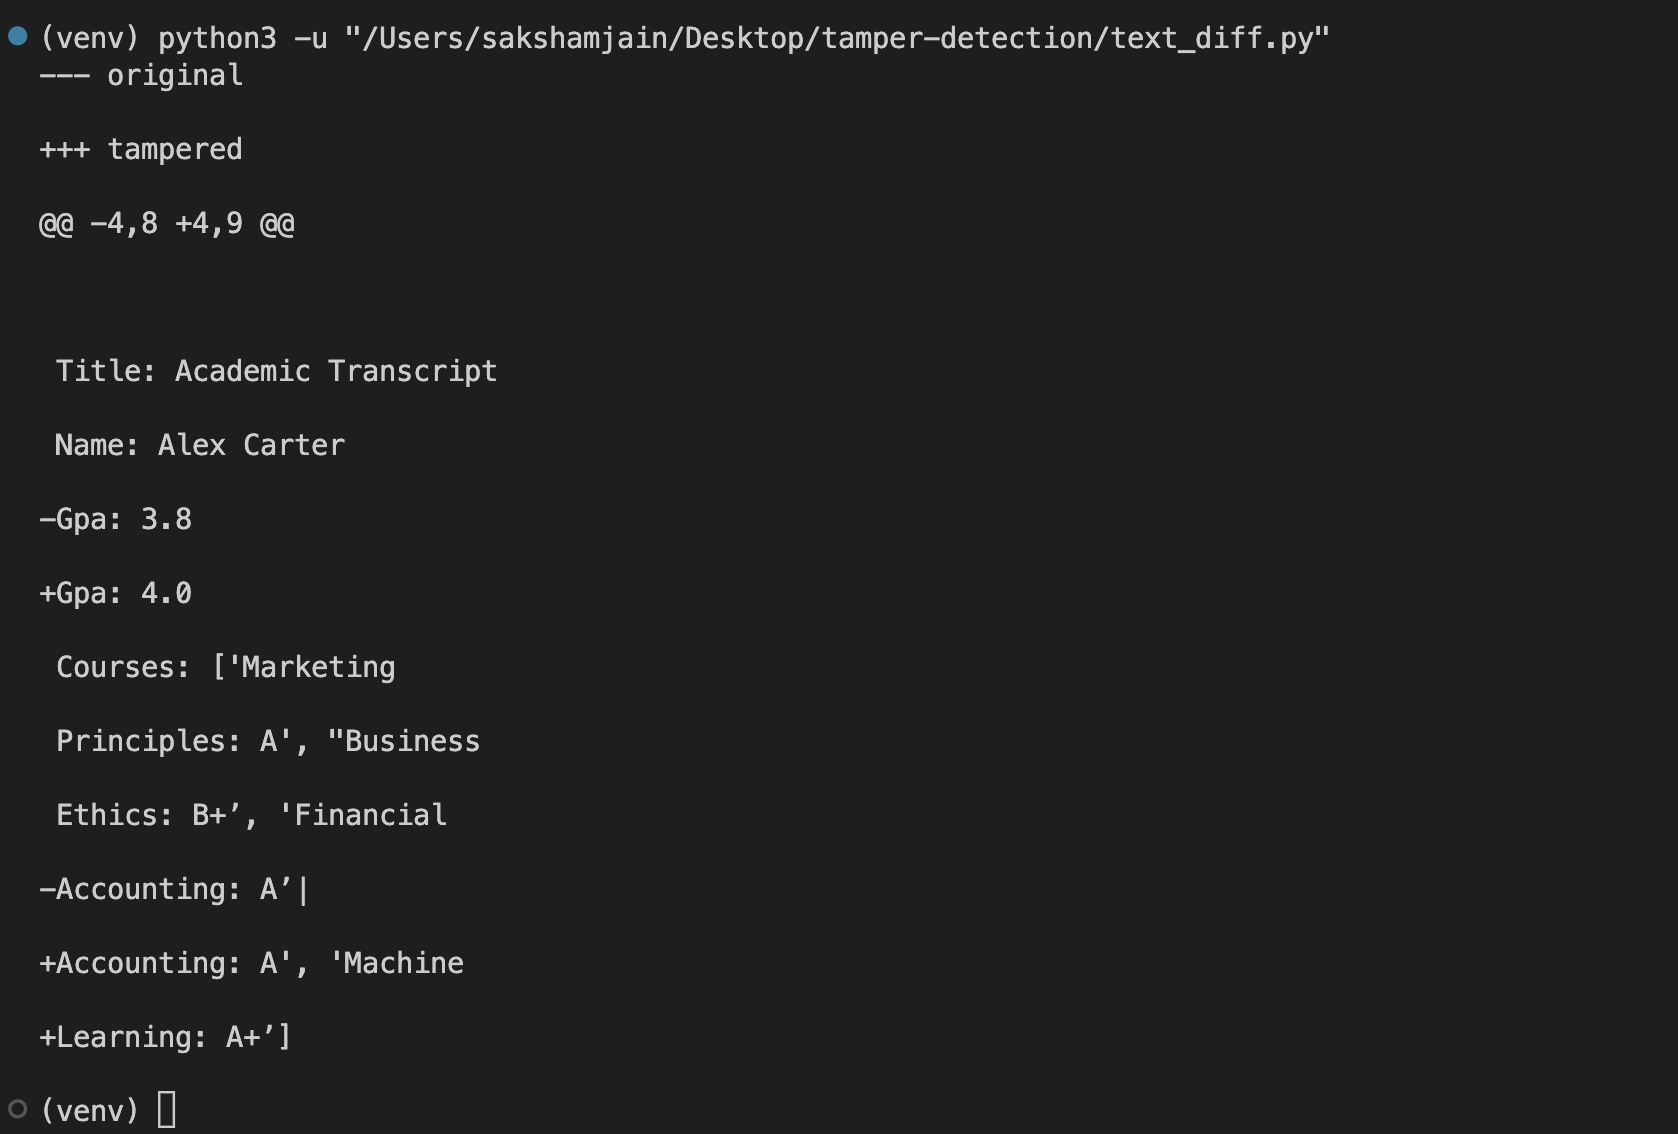 (venv) python3 -u "/Users/sakshamjain/Desktop/tamper-detection/text_diff.py"
--- original
+++ tampered
@@ -4,8 +4,9 @@
 Title: Academic Transcript
 Name: Alex Carter
-Gpa: 3.8
+Gpa: 4.0
 Courses: ['Marketing
 Principles: A', "Business
 Ethics: B+’, 'Financial
-Accounting: A’|
+Accounting: A', 'Machine
+Learning: A+’]
(venv)